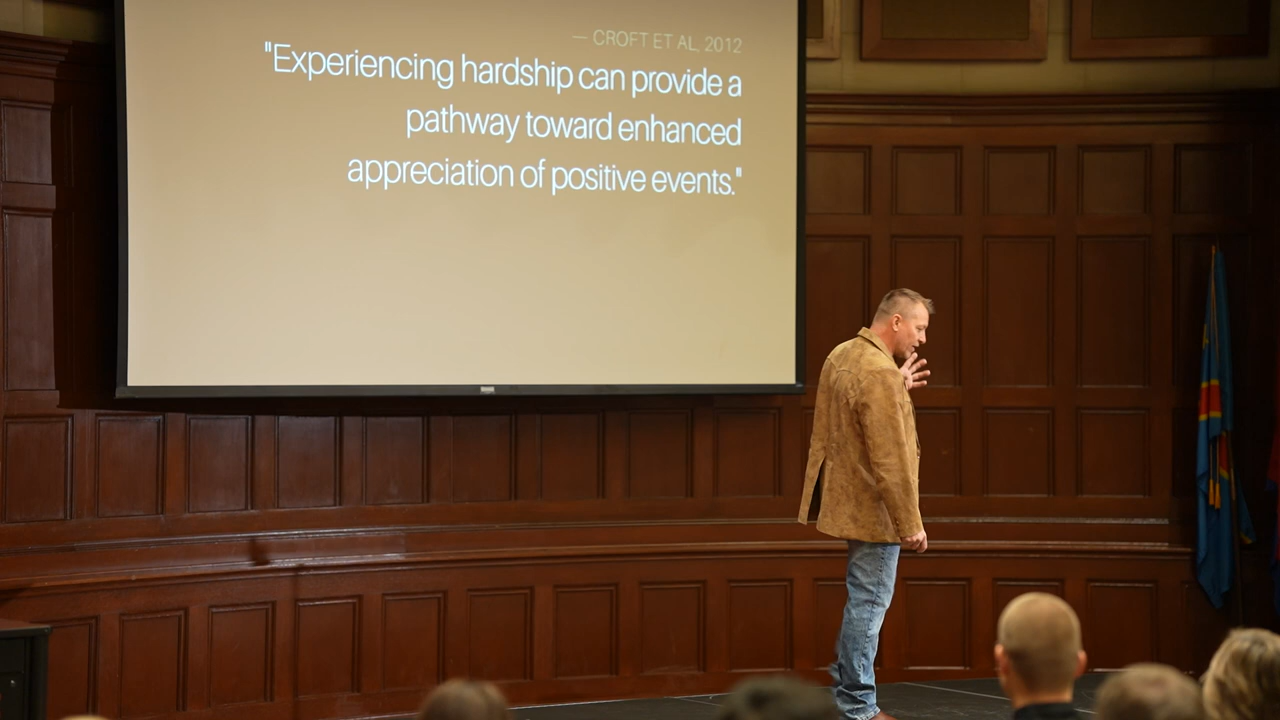 — CROFT ET AL, 2012
"Experiencing hardship can provide a
pathway toward enhanced
appreciation of positive events."